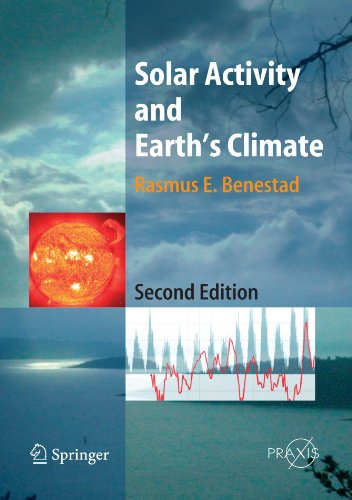 Solar Activity
and
Earth's Climate
Rasmus E. Benestad
Second Edition
Springer
PRAXIS